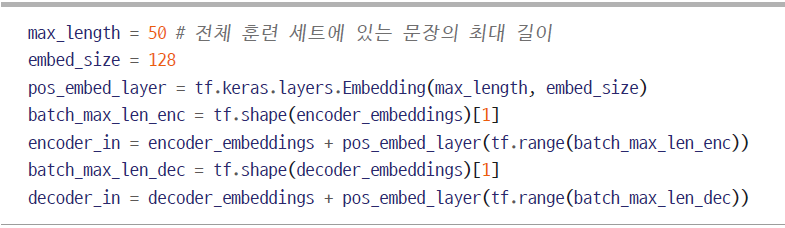 max_length = 50 # 전체 훈련 세트에 있는 문장의 최대 길이
embed_size = 128
pos_embed_layer = tf.keras.layers.Embedding(max_length, embed_size)
batch_max_len_enc = tf.shape(encoder_embeddings)[1]
encoder_in = encoder_embeddings + pos_embed_layer(tf.range(batch_max_len_enc))
batch_max_len_dec = tf.shape(decoder_embeddings)[1]
decoder_in = decoder_embeddings + pos_embed_layer(tf.range(batch_max_len_dec))